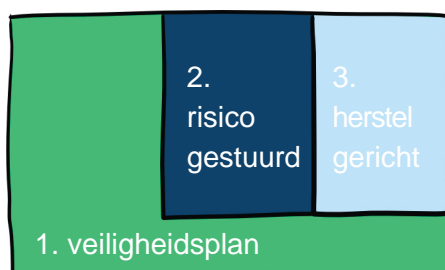 2.
risico
gestuurd
3.
herstel
gericht
1. veiligheidsplan